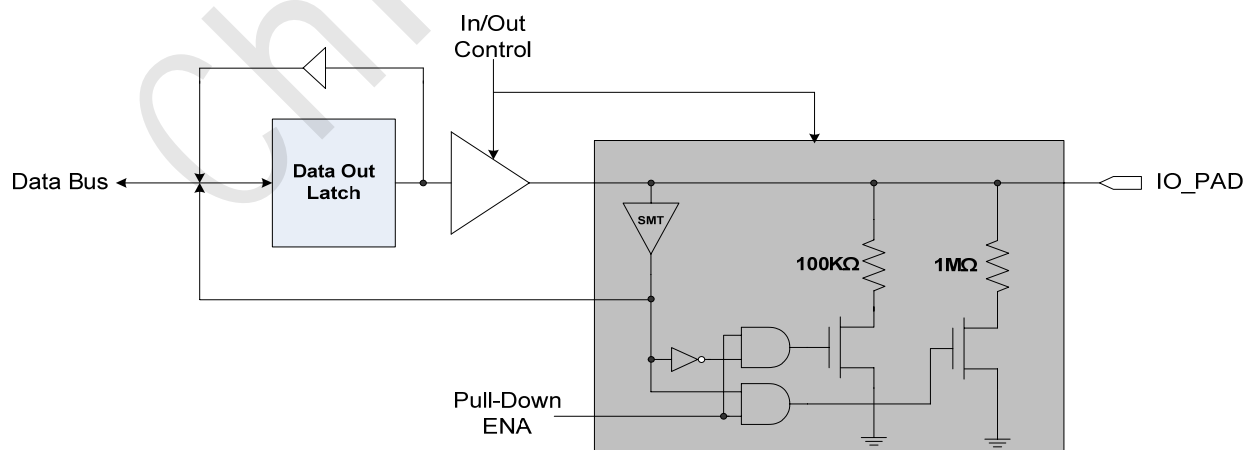 In/Out
Control
Data Bus
Data Out
Latch
IO_PAD
SMT
100KΩ
1MΩ
Pull-Down
ENA